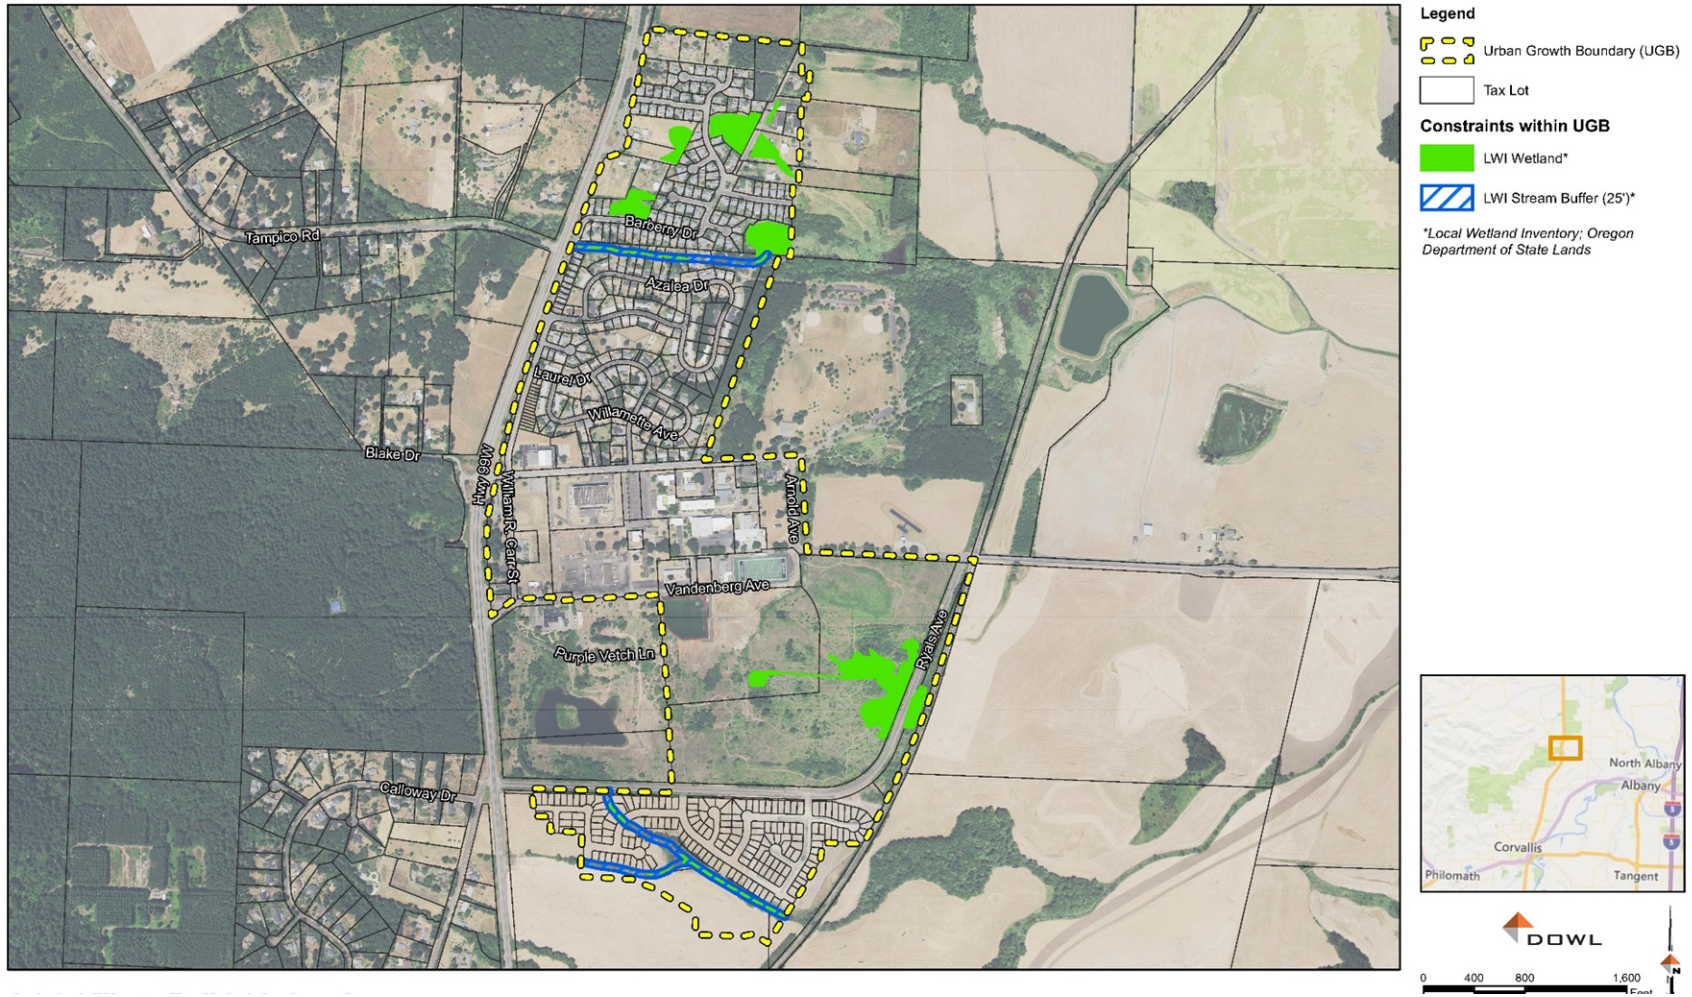 Legend
Urban Growth Boundary (UGB)
Tax Lot
Constraints within UGB
LWI Wetland*
LWI Stream Buffer (25')*
*Local Wetland Inventory; Oregon
Department of State Lands
Tampico Rd
Barberry Dr
Azalea Dr
Laurel Dr
Willamette Ave
Blake Dr
Hwy 99W
William R. Carr St
Arnold Ave
Vandenberg Ave
Ryals Ave
Purple Vetch Ln
Calloway Dr
North Albany
Albany
5
5
Corvallis
Philomath
Tangent
DOWL
N
0 400 800 1,600
Feet